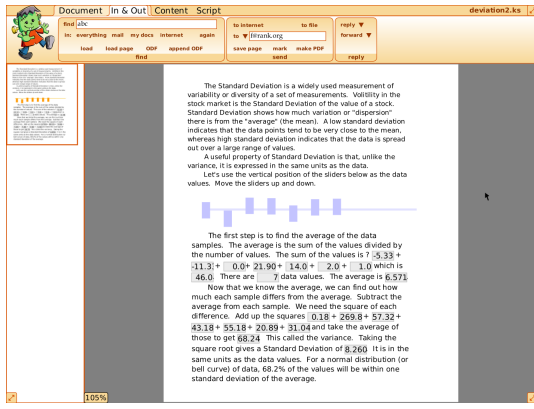 Document In & Out Content Script deviation2.ks
find abc
in: everything mail my docs internet again
load load page ODF append ODF
find
to internet to file
to ▼ f@rank.org
save page mark make PDF
send
reply ▼
forward ▼
reply
The Standard Deviation is a widely used measurement of
variability or diversity of a set of measurements. Volitility in the
stock market is the Standard Deviation of the value of a stock.
Standard Deviation shows how much variation or "dispersion"
there is from the "average" (the mean). A low standard deviation
indicates that the data points tend to be very close to the mean,
whereas high standard deviation indicates that the data is spread
out over a large range of values.
A useful property of Standard Deviation is that, unlike the
variance, it is expressed in the same units as the data.
Let's use the vertical position of the sliders below as the data
values. Move the sliders up and down.
The first step is to find the average of the data
samples. The average is the sum of the values divided by
the number of values. The sum of the values is ? -5.33 +
-11.3: + 0.0 + 21.90 + 14.0 + 2.0 + 1.0 which is
46.0. There are 7 data values. The average is 6.571.
Now that we know the average, we can find out how
much each sample differs from the average. Subtract the
average from each sample. We need the square of each
difference. Add up the squares 0.18 + 269.8 + 57.32 +
43.18 + 55.18 + 20.89 + 31.04 and take the average of
those to get 68.24 This called the variance. Taking the
square root gives a Standard Deviation of 8.260 It is in the
same units as the data values. For a normal distribution (or
bell curve) of data, 68.2% of the values will be within one
standard deviation of the average.
105%